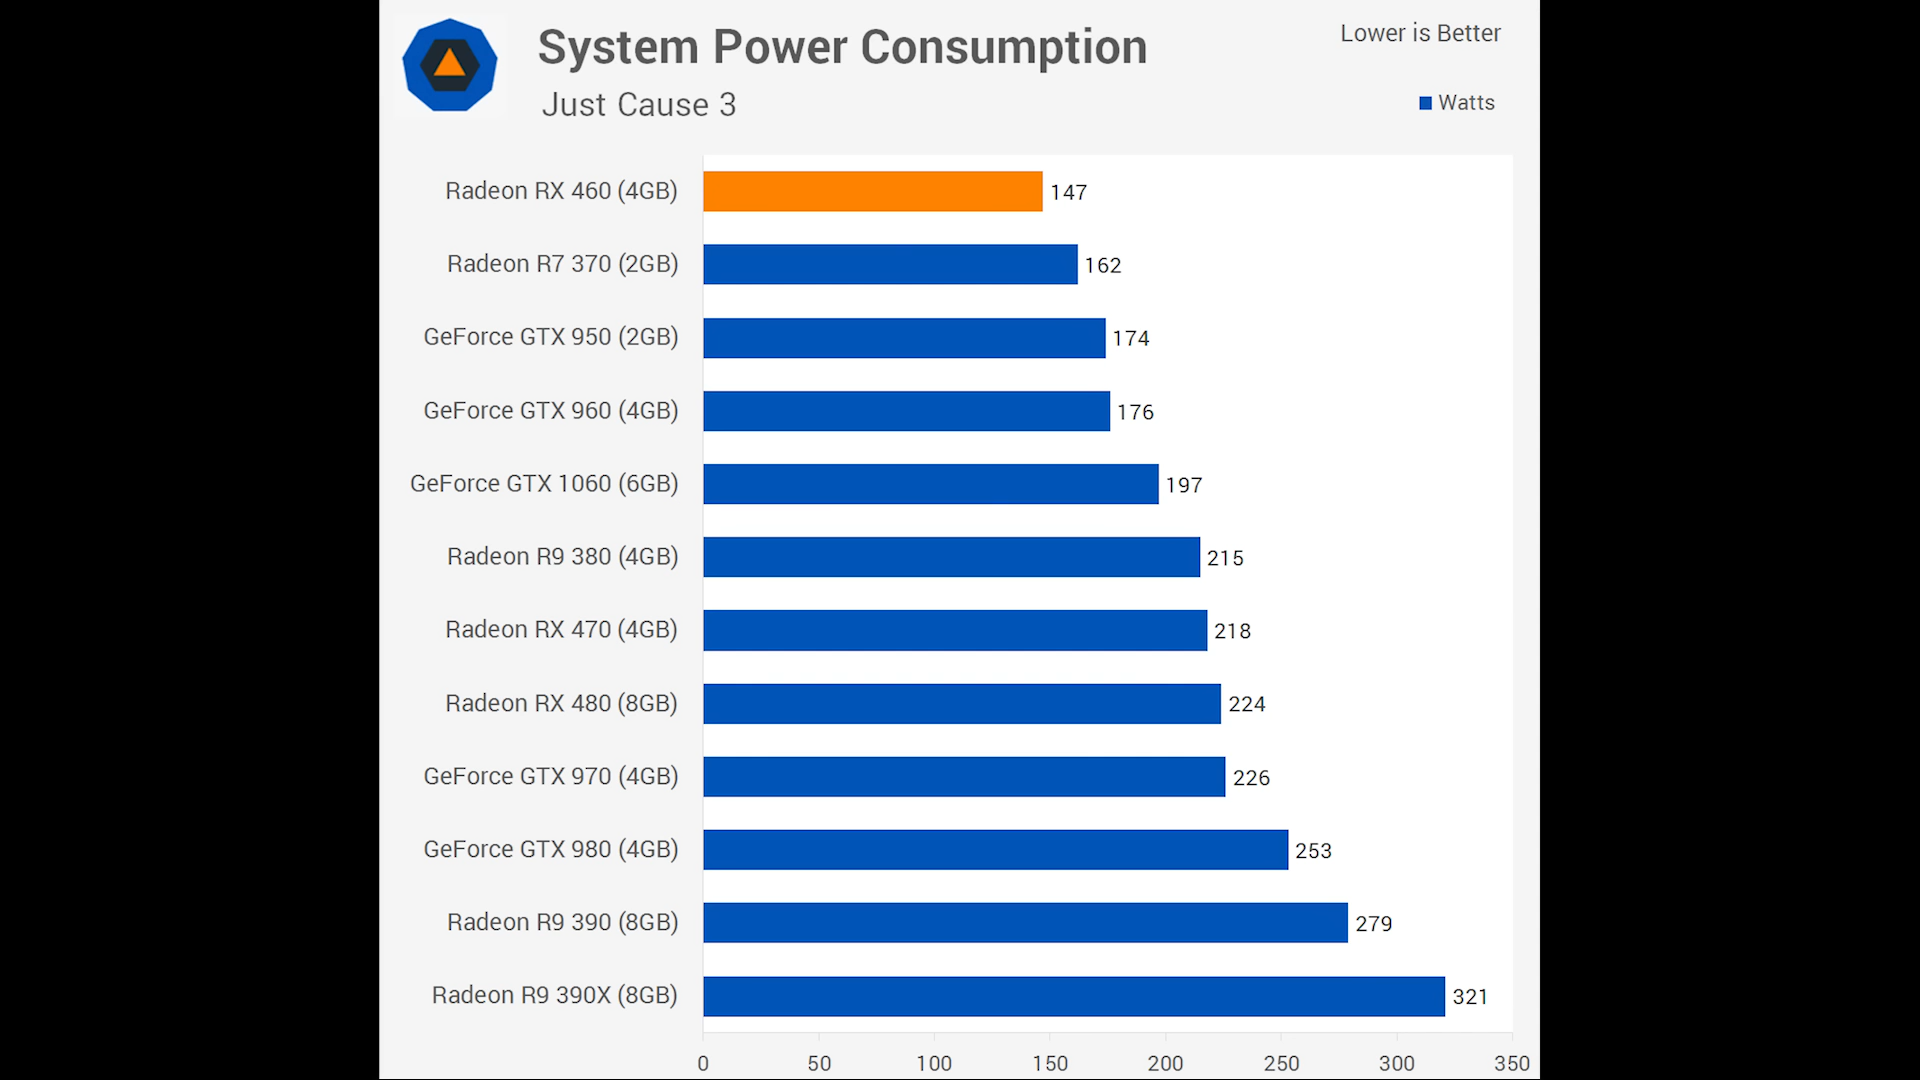 System Power Consumption
Lower is Better
Just Cause 3
Watts
Radeon RX 460 (4GB) 147
Radeon R7 370 (2GB) 162
GeForce GTX 950 (2GB) 174
GeForce GTX 960 (4GB) 176
GeForce GTX 1060 (6GB) 197
Radeon R9 380 (4GB) 215
Radeon RX 470 (4GB) 218
Radeon RX 480 (8GB) 224
GeForce GTX 970 (4GB) 226
GeForce GTX 980 (4GB) 253
Radeon R9 390 (8GB) 279
Radeon R9 390X (8GB) 321
0 50 100 150 200 250 300 350